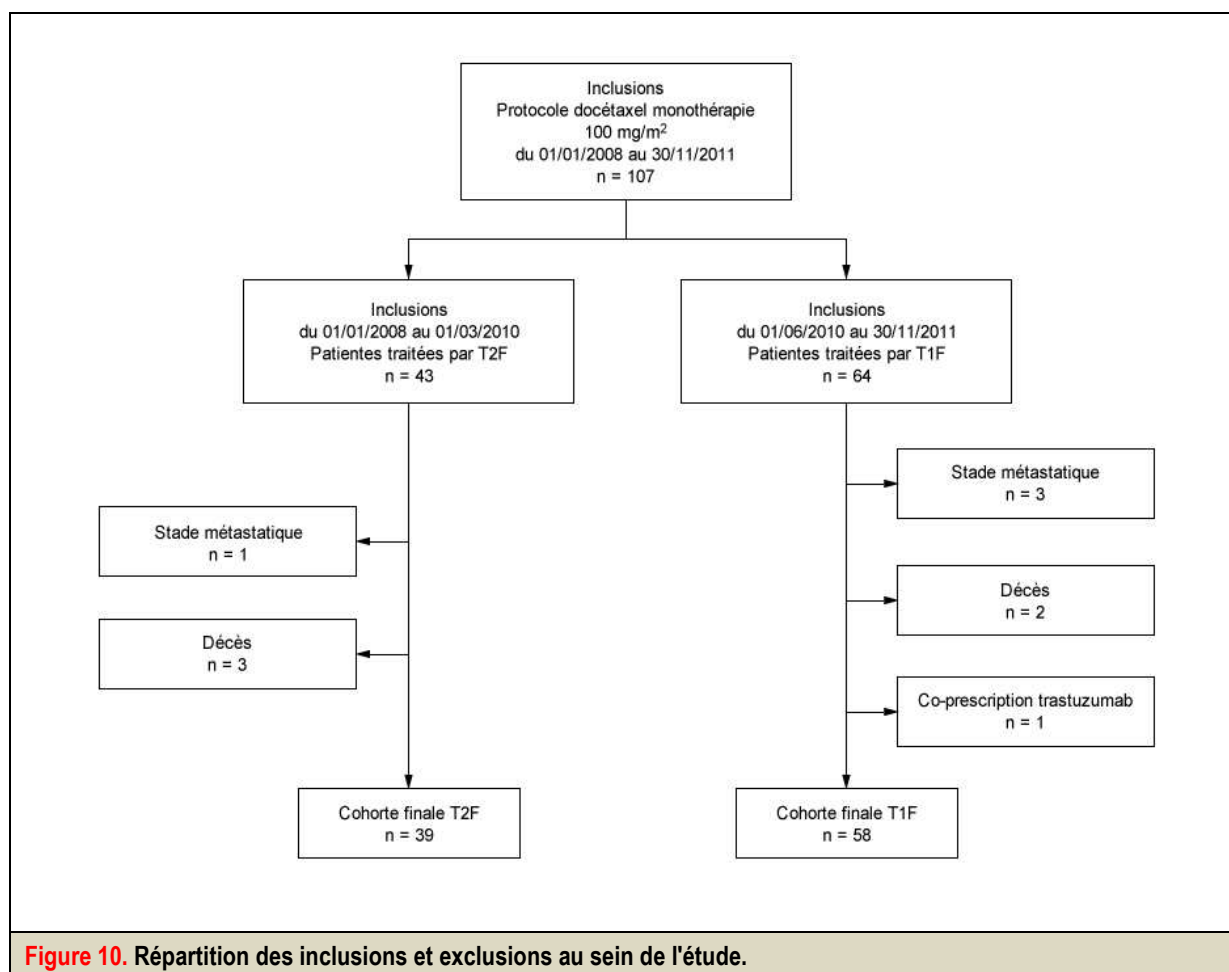 Inclusions
Protocole docétaxel monothérapie
100 mg/m²
du 01/01/2008 au 30/11/2011
n = 107
Inclusions
du 01/01/2008 au 01/03/2010
Patientes traitées par T2F
n = 43
Inclusions
du 01/06/2010 au 30/11/2011
Patientes traitées par T1F
n = 64
Stade métastatique
n = 1
Décès
n = 3
Stade métastatique
n = 3
Décès
n = 2
Co-prescription trastuzumab
n = 1
Cohorte finale T2F
n = 39
Cohorte finale T1F
n = 58
Figure 10. Répartition des inclusions et exclusions au sein de l'étude.